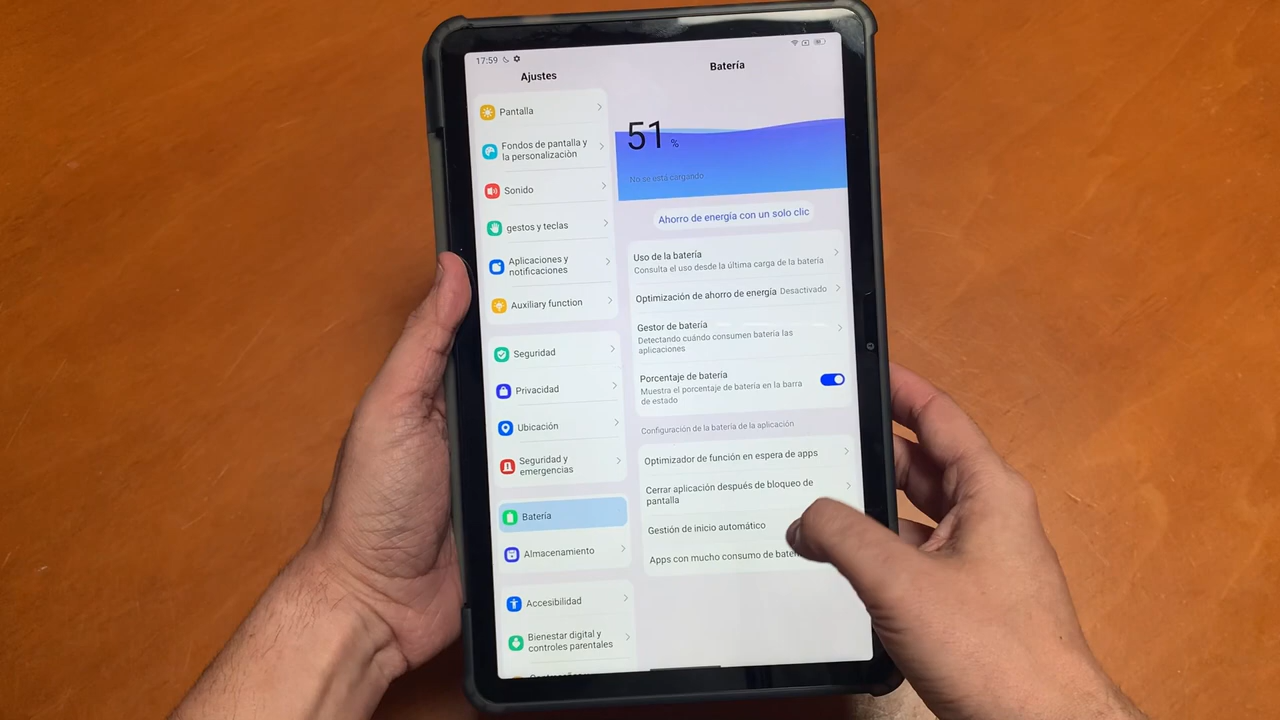 17:59
Ajustes
Pantalla
Fondos de pantalla y
la personalización
Sonido
gestos y teclas
Aplicaciones y
notificaciones
Auxiliary function
Seguridad
Privacidad
Ubicación
Seguridad y
emergencias
Batería
Almacenamiento
Accesibilidad
Bienestar digital y
controles parentales
Batería
51 %
No se está cargando
Ahorro de energía con un solo clic
Uso de la batería
Consulta el uso desde la última carga de la batería
Optimización de ahorro de energía Desactivado
Gestor de batería
Detectando cuándo consumen batería las
aplicaciones
Porcentaje de batería
Muestra el porcentaje de batería en la barra
de estado
Configuración de la batería de la aplicación
Optimizador de función en espera de apps
Cerrar aplicación después de bloqueo de
pantalla
Gestión de inicio automático
Apps con mucho consumo de bater